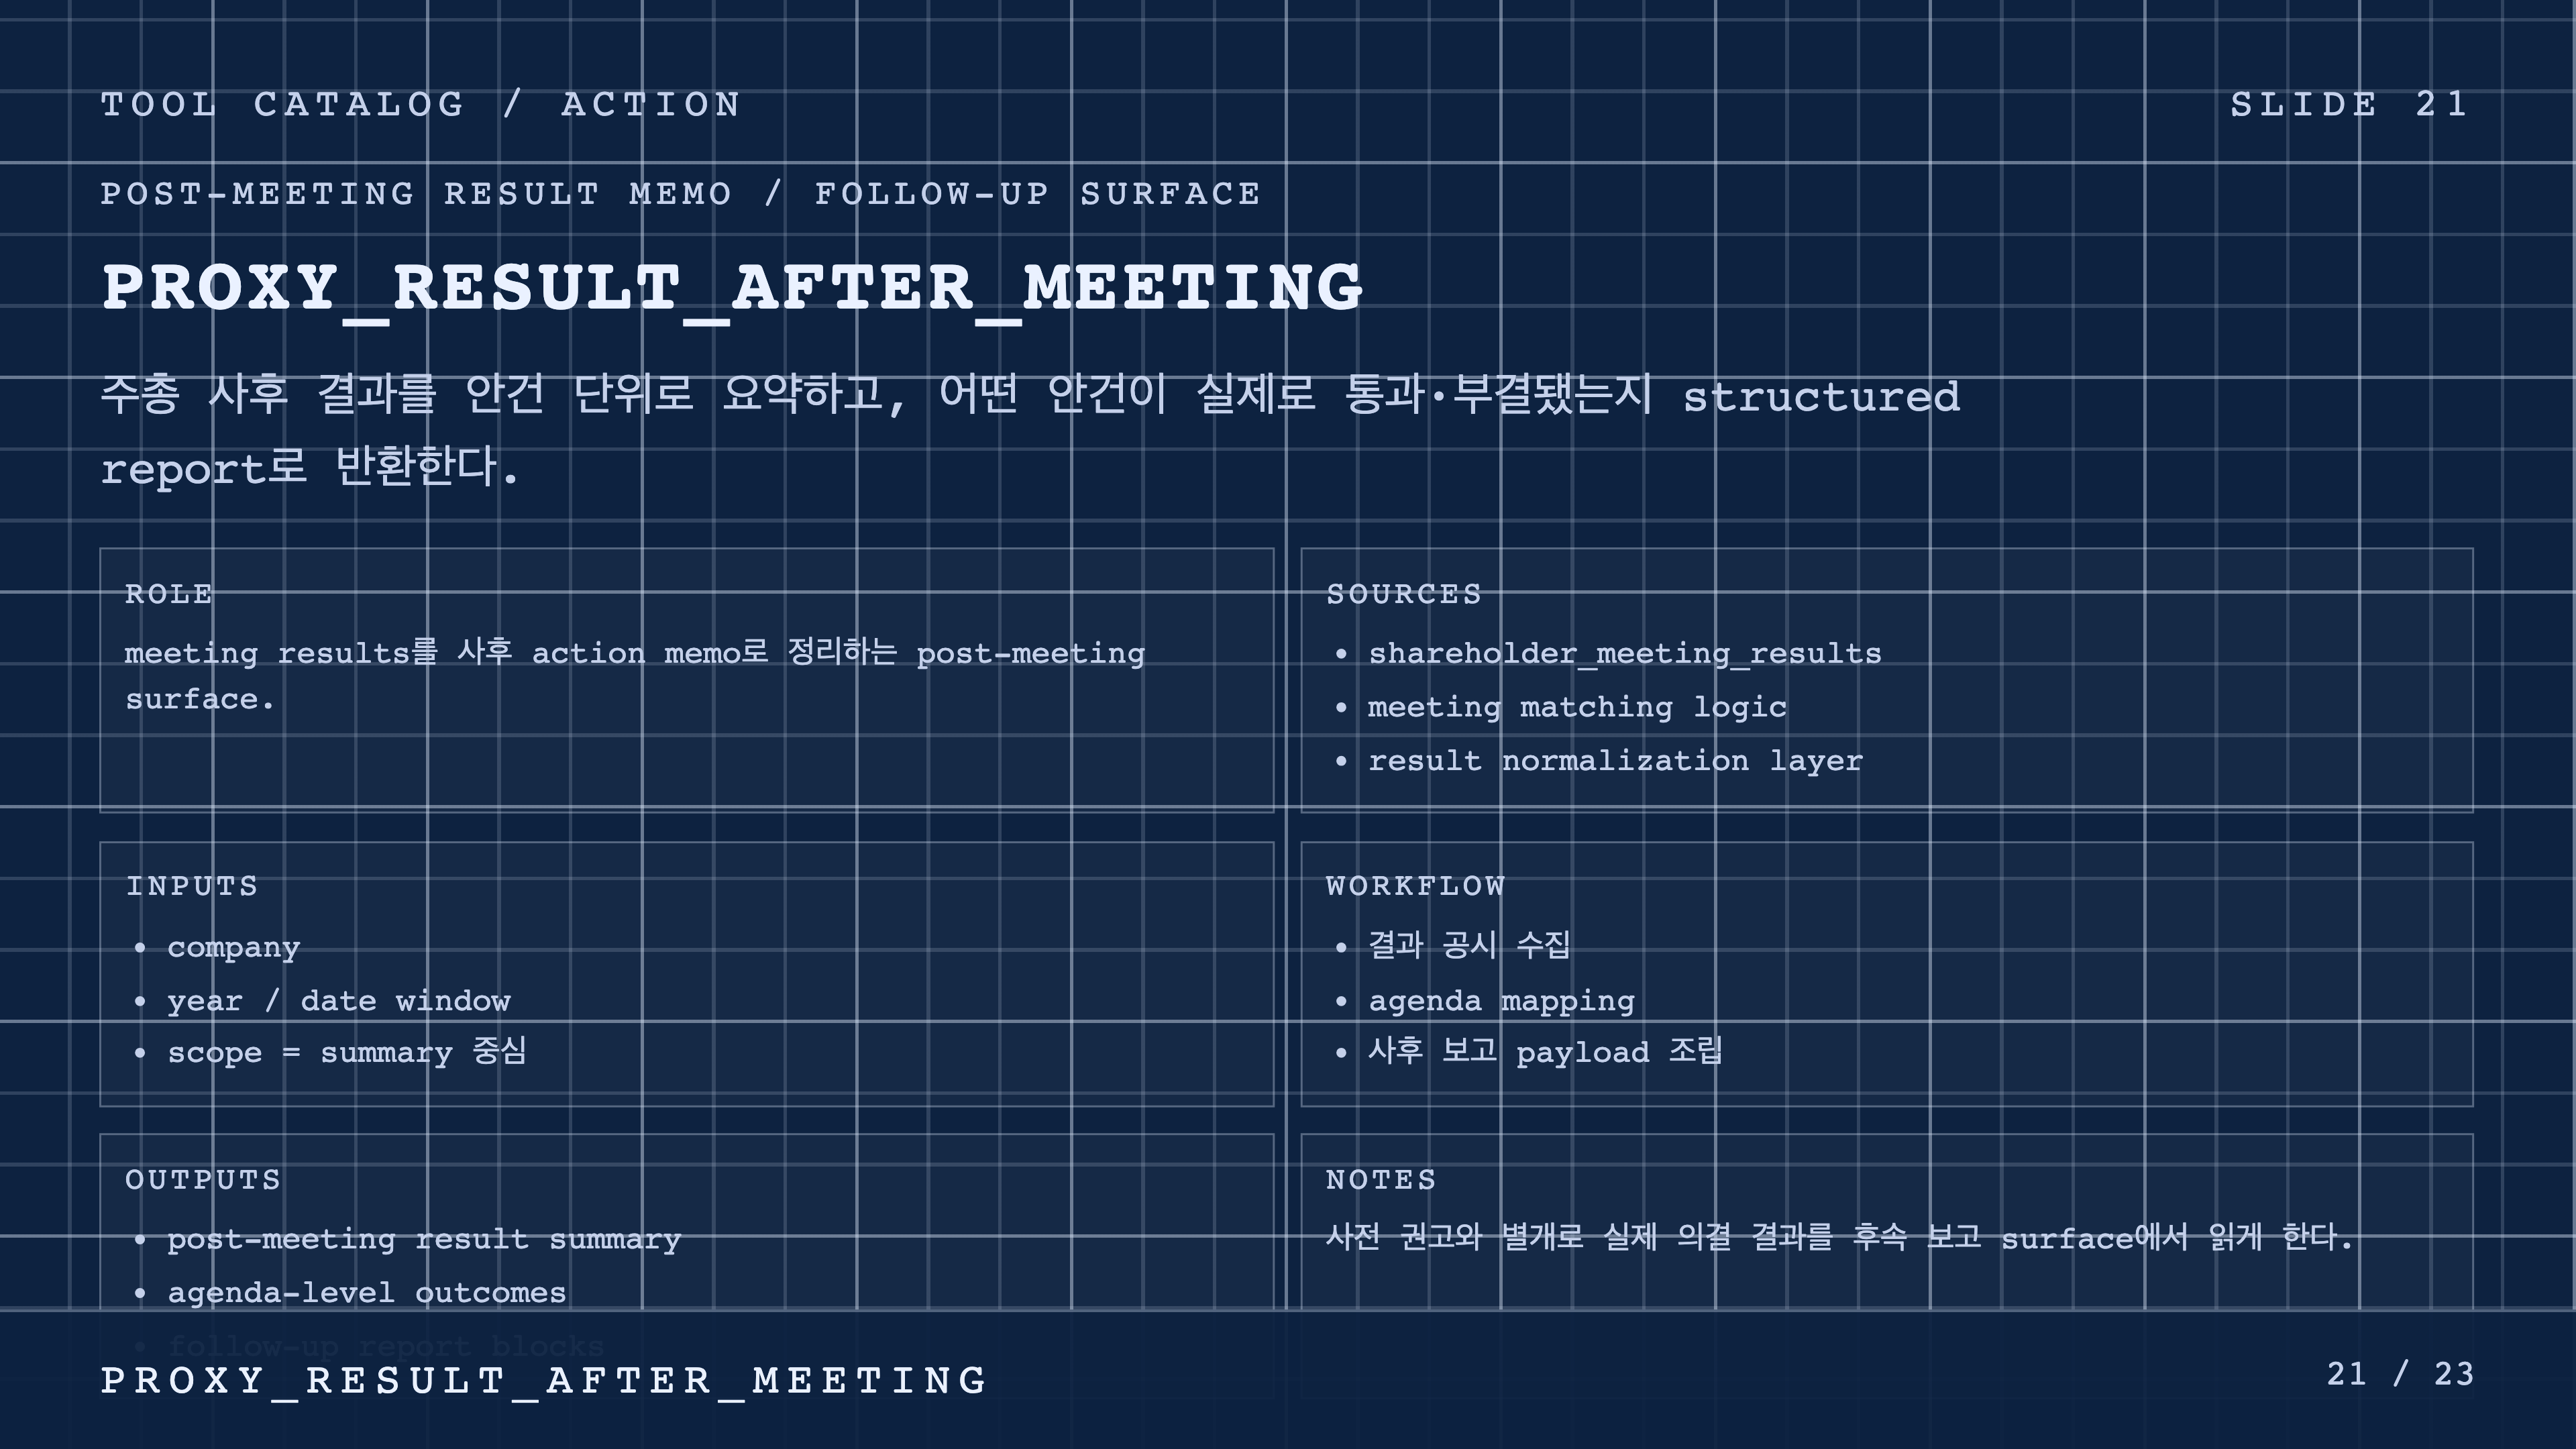 TOOL CATALOG / ACTION
SLIDE 21
POST-MEETING RESULT MEMO / FOLLOW-UP SURFACE
PROXY_RESULT_AFTER_MEETING
주총 사후 결과를 안건 단위로 요약하고, 어떤 안건이 실제로 통과·부결됐는지 structured
report로 반환한다.
ROLE
meeting results를 사후 action memo로 정리하는 post-meeting
surface.
SOURCES
• shareholder_meeting_results
• meeting matching logic
• result normalization layer
INPUTS
• company
• year / date window
• scope = summary 중심
WORKFLOW
• 결과 공시 수집
• agenda mapping
• 사후 보고 payload 조립
OUTPUTS
• post-meeting result summary
• agenda-level outcomes
• follow-up report blocks
NOTES
사전 권고와 별개로 실제 의결 결과를 후속 보고 surface에서 읽게 한다.
PROXY_RESULT_AFTER_MEETING
21 / 23